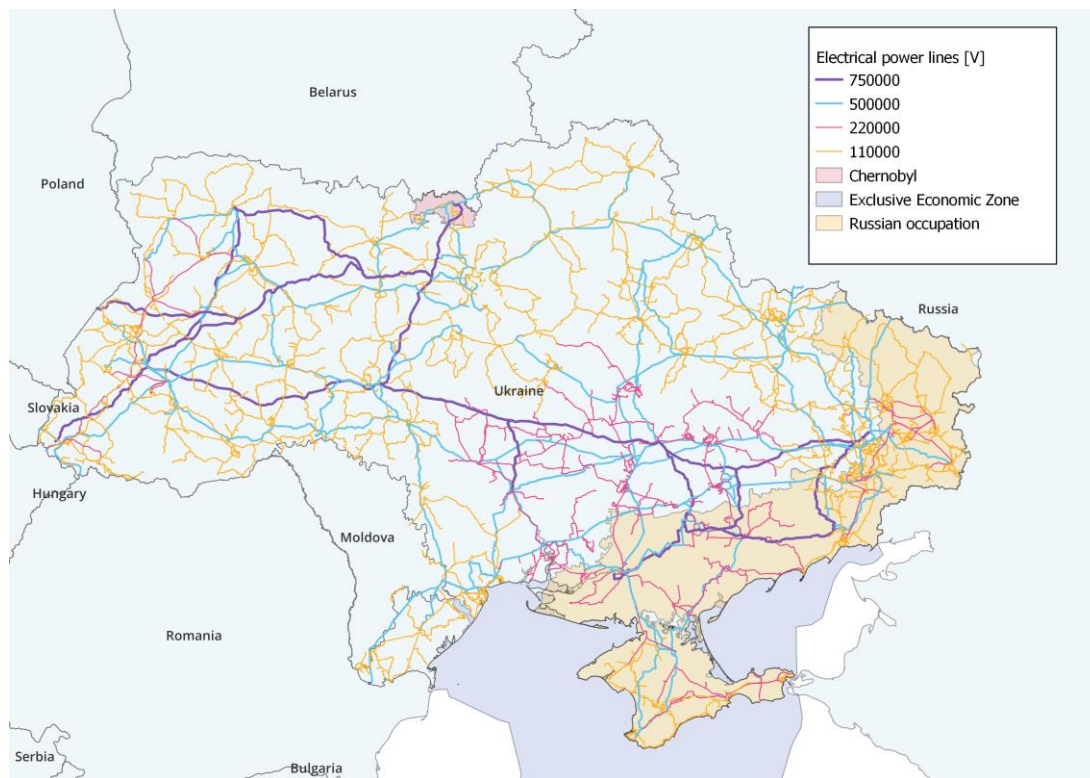 Electrical power lines [V]
750000
500000
220000
110000
Chernobyl
Exclusive Economic Zone
Russian occupation
Belarus
Poland
Russia
Ukraine
Slovakia
Hungary
Moldova
Romania
Serbia
Bulgaria